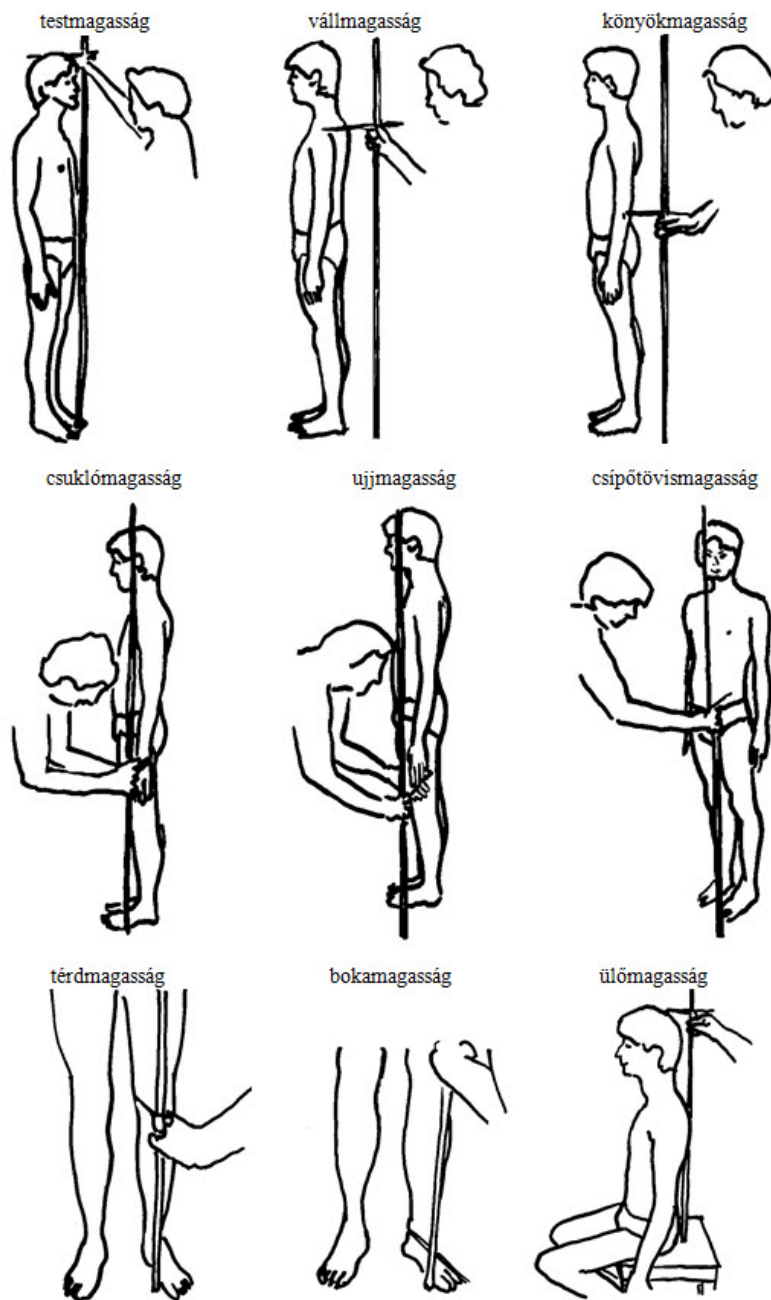 testmagasság
vállmagasság
könyökmagasság
csuklómagasság
ujjmagasság
csípőtövismagasság
térdmagasság
bokamagasság
ülőmagasság